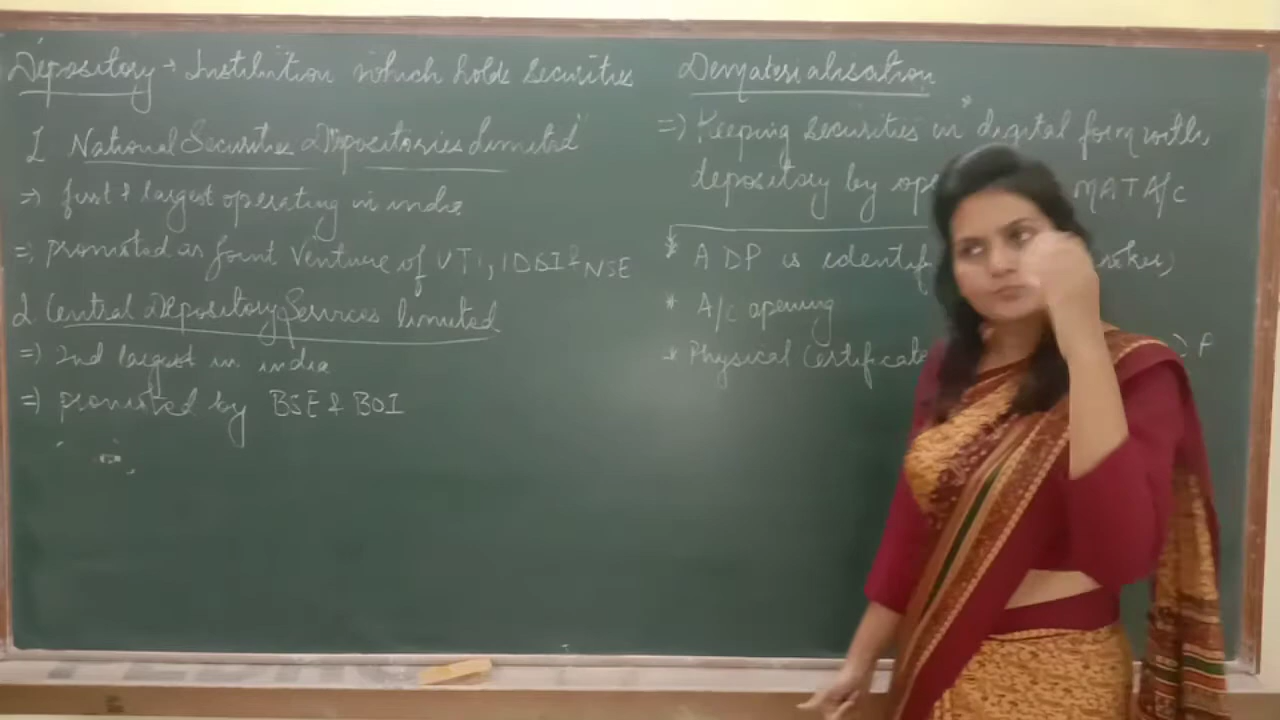 Depository → Institution which holds securities
1 National Securities Depositories Limited
⇒ first & largest operating in india
⇒ promoted as Joint Venture of UTI, IDBI & NSE
2 Central Depository Services limited
⇒ 2nd largest in india
⇒ promoted by BSE & BOI
Dematerialisation
⇒ Keeping securities in digital form with
depository by MAT A/c
* A DP is
* A/c opening
* Physical Certificate